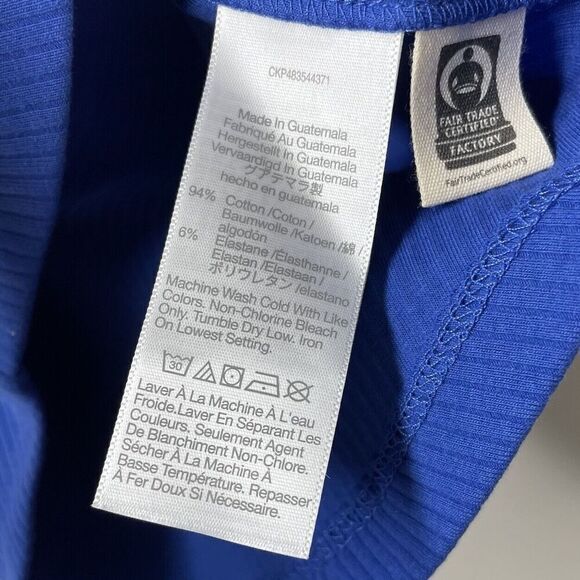 CKP483544371
Made In Guatemala
Fabriqué Au Guatemala
Hergestellt In Guatemala
Vervaardigd In Guatemala
グアテマラ製
hecho en guatemala
94% Cotton /Coton /
Baumwolle /Katoen /綿 /
algodón
6% Elastane /Élasthanne /
Elastan /Elastaan /
ポリウレタン /elastano
Machine Wash Cold With Like
Colors. Non-Chlorine Bleach
Only. Tumble Dry Low. Iron
On Lowest Setting.
30
Laver À La Machine À L'eau
Froide.Laver En Séparant Les
Couleurs. Seulement Agent
De Blanchiment Non-Chlore.
Sécher À La Machine À
Basse Température. Repasser
À Fer Doux Si Nécessaire.
FAIR TRADE
CERTIFIED
FACTORY
FairTradeCertified.org